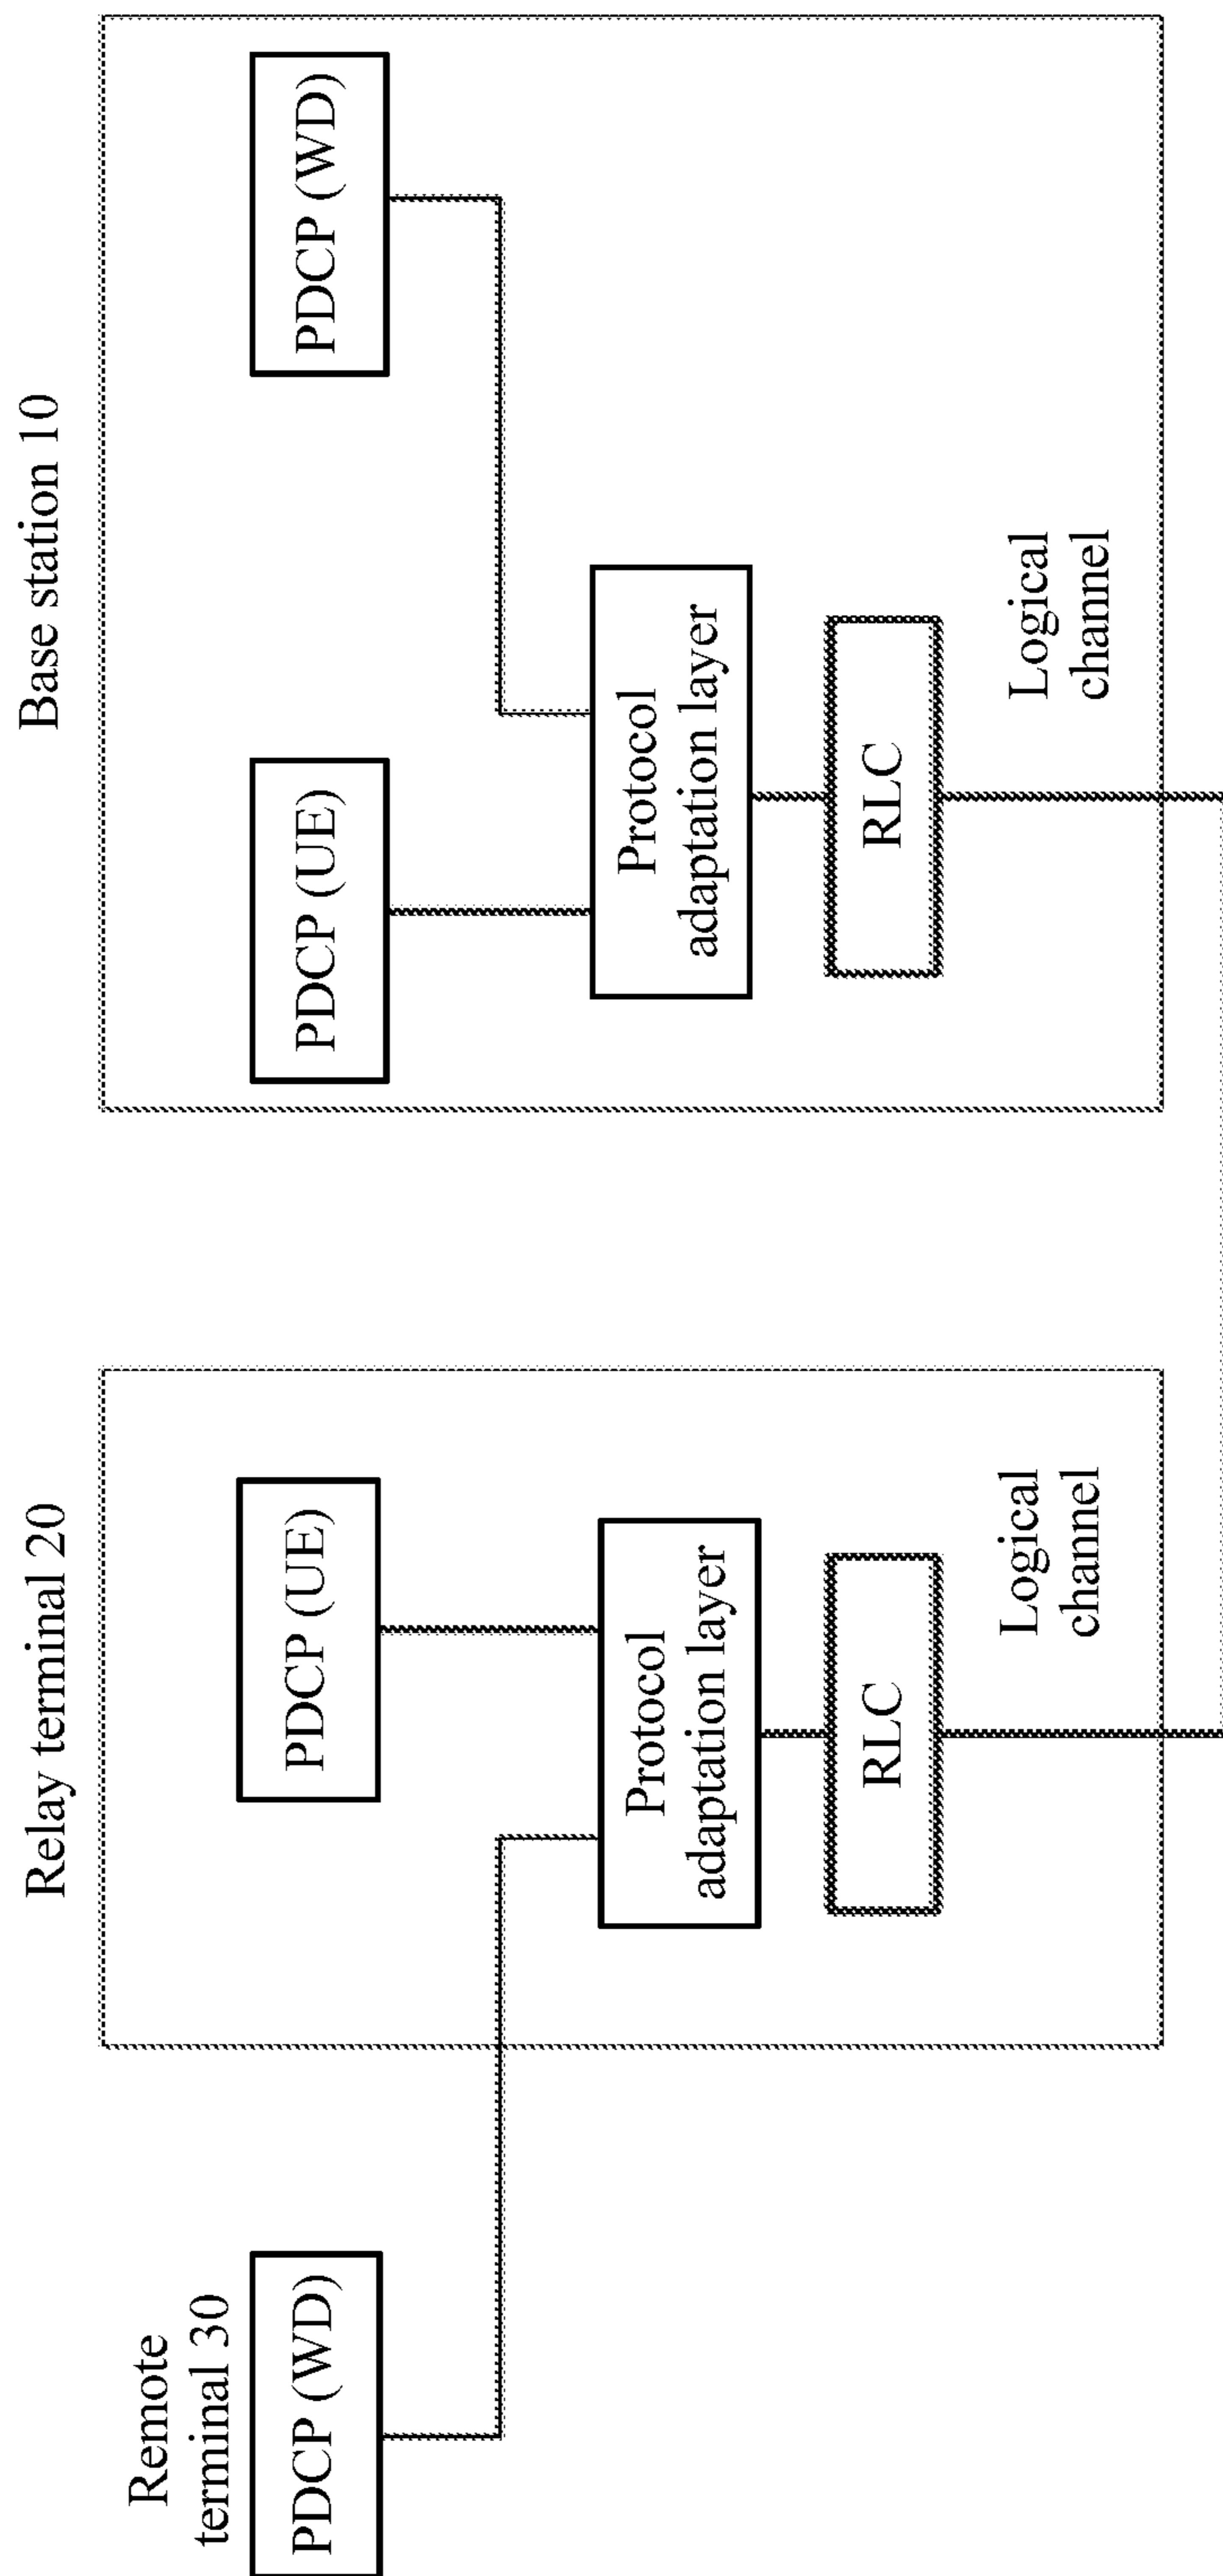 Remote
terminal 30
PDCP (WD)
Relay terminal 20
PDCP (UE)
Protocol
adaptation layer
RLC
Logical
channel
Base station 10
PDCP (UE)
PDCP (WD)
Protocol
adaptation layer
RLC
Logical
channel